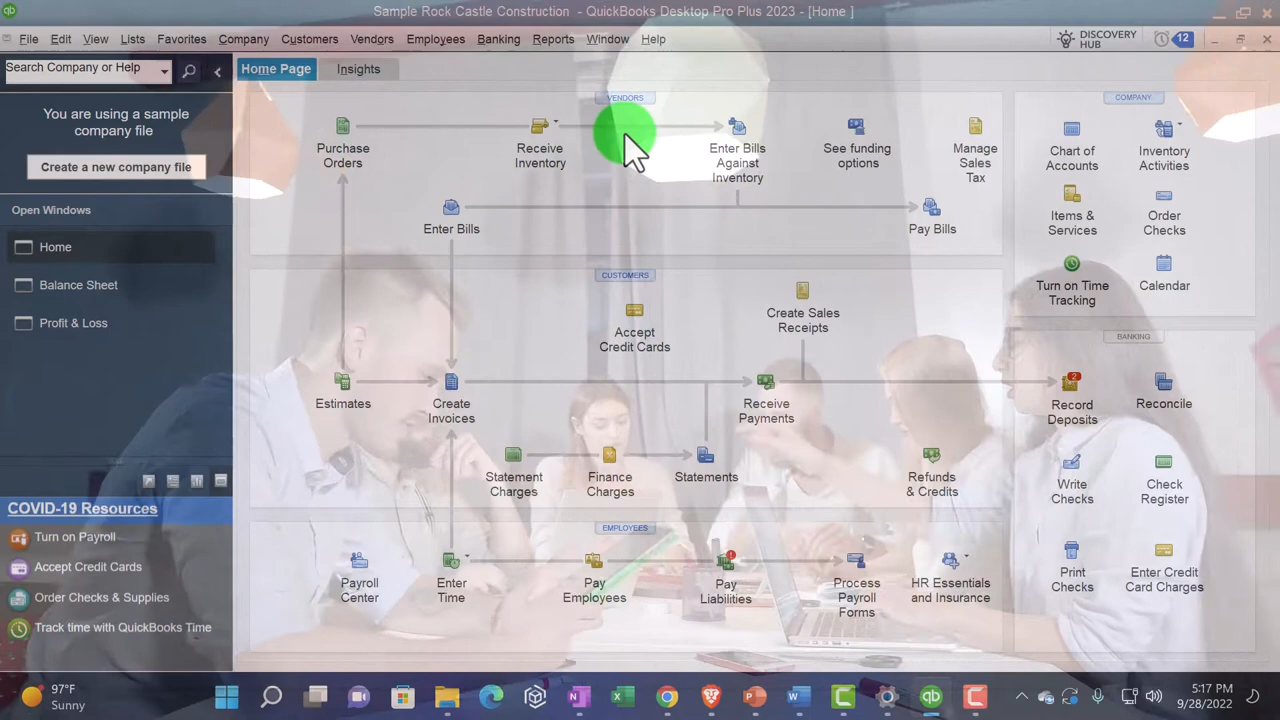 Sample Rock Castle Construction - QuickBooks Desktop Pro Plus 2023 - [Home ]
File Edit View Lists Favorites Company Customers Vendors Employees Banking Reports Window Help
DISCOVERY
HUB
12
Search Company or Help
Home Page
Insights
You are using a
sample
company file
Create a new company file
Open Windows
Home
Balance Sheet
Profit & Loss
COVID-19 Resources
Turn on Payroll
Accept Credit Cards
Order Checks & Supplies
Track time with QuickBooks Time
VENDORS
Purchase
Orders
Receive
Inventory
Enter Bills
Against
Inventory
See funding
options
Manage
Sales
Tax
Enter Bills
Pay Bills
CUSTOMERS
Accept
Credit Cards
Create Sales
Receipts
Estimates
Create
Invoices
Receive
Payments
Statement
Charges
Finance
Charges
Statements
Refunds
& Credits
EMPLOYEES
Payroll
Center
Enter
Time
Pay
Employees
1
Pay
Liabilities
Process
Payroll
Forms
HR Essentials
and Insurance
COMPANY
Chart of
Accounts
Inventory
Activities
Items &
Services
Order
Checks
Turn on Time
Tracking
Calendar
BANKING
2
Record
Deposits
Reconcile
Write
Checks
Check
Register
Print
Checks
Enter Credit
Card Charges
97°F
Sunny
5:17 PM
9/28/2022